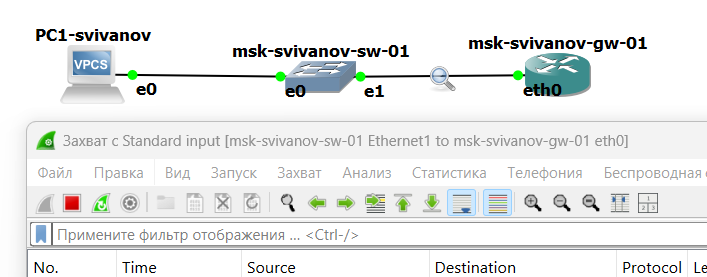 PC1-svivanov
msk-svivanov-sw-01
msk-svivanov-gw-01
VPCS
e0
e0
e1
eth0
Захват с Standard input [msk-svivanov-sw-01 Ethernet1 to msk-svivanov-gw-01 eth0]
Файл Правка Вид Запуск Захват Анализ Статистика Телефония Беспроводная
Примените фильтр отображения ... <Ctrl-/>
No. Time Source Destination Protocol Le